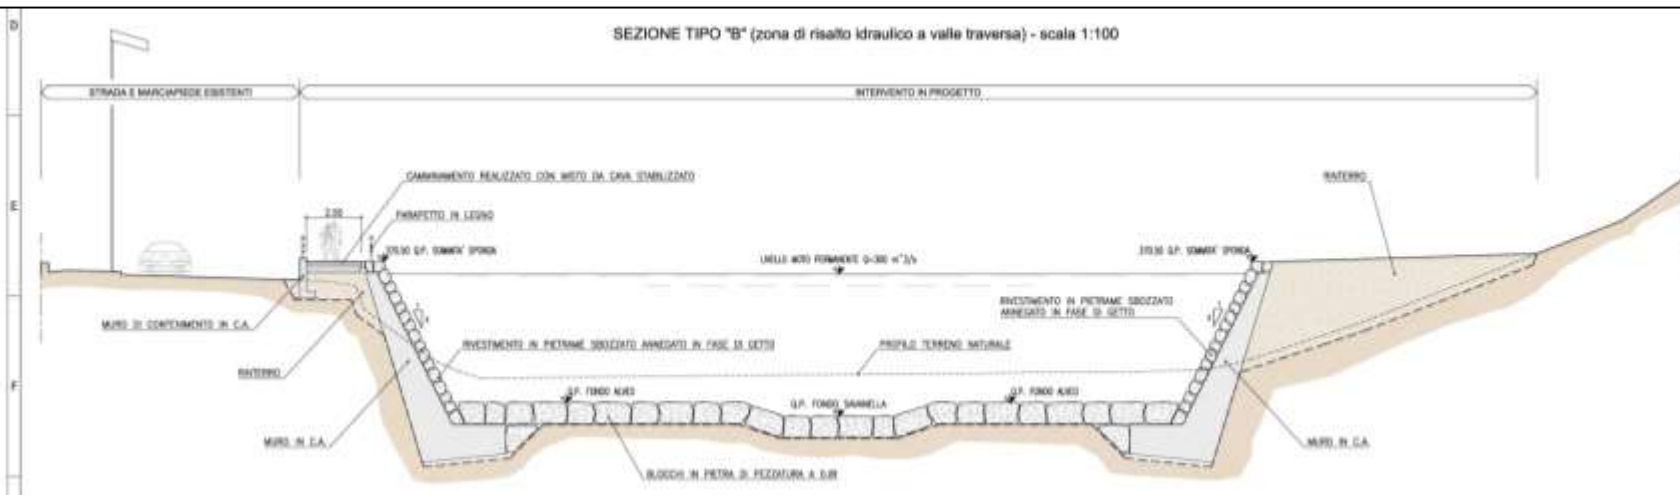 D
SEZIONE TIPO "B" (zona di risalto idraulico a valle traversa) - scala 1:100
STRADA E MARCIAPIEDE ESISTENTI
INTERVENTO IN PROGETTO
CAMMINAMENTO REALIZZATO CON MISTO DA CAVA STABILIZZATO
RINTERRO
E
PARAPETTO IN LEGNO
370.50 Q.P. SOMMITA' SPONDA
LIVELLO MOTO PERMANENTE Q=300 m^3/s
370.50 Q.P. SOMMITA' SPONDA
RIVESTIMENTO IN PIETRAME SBOZZATO
ANNEGATO IN FASE DI GETTO
MURO DI CONTENIMENTO IN C.A.
RIVESTIMENTO IN PIETRAME SBOZZATO ANNEGATO IN FASE DI GETTO
PROFILO TERRENO NATURALE
RINTERRO
F
Q.P. FONDO ALVEO
Q.P. FONDO SAVANELLA
Q.P. FONDO ALVEO
MURO IN C.A.
MURO IN C.A.
BLOCCHI IN PIETRA DI PEZZATURA